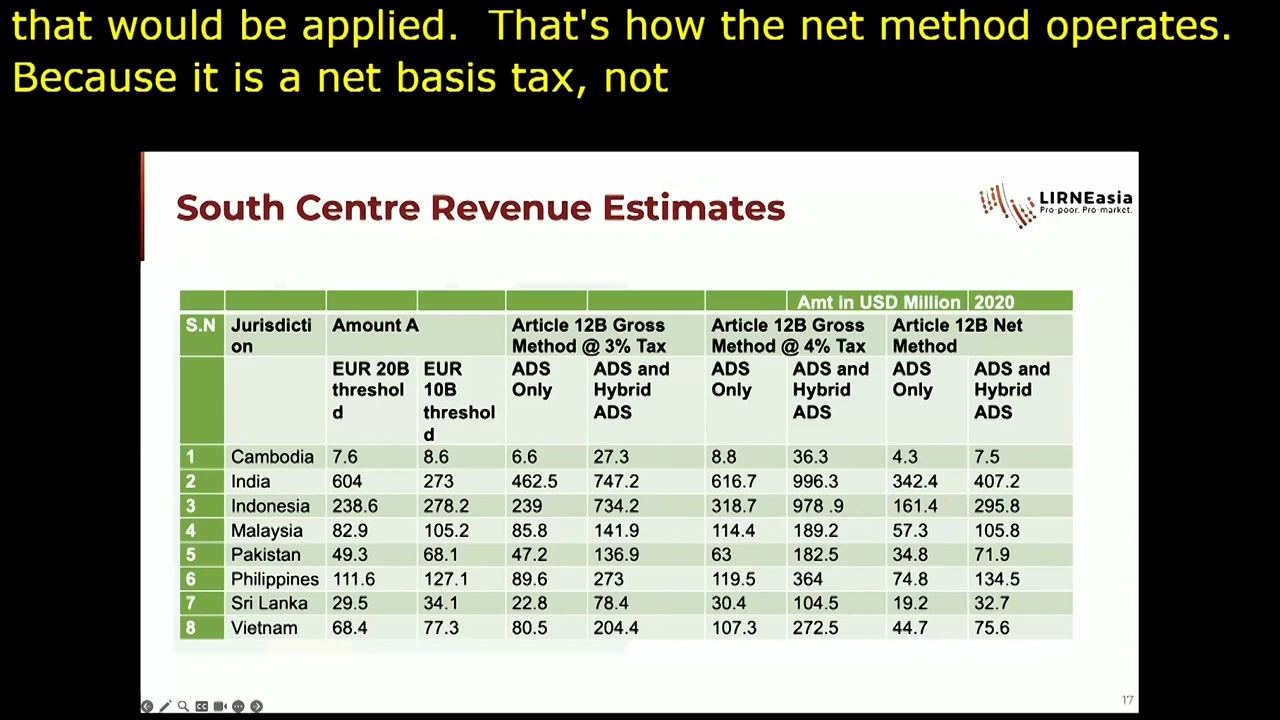 that would be applied.  That's how the net method operates.
Because it is a net basis tax, not
South Centre Revenue Estimates
LIRNEasia
Pro-poor. Pro-market.
Amt in USD Million 2020
S.N Jurisdicti Amount A Article 12B Gross Article 12B Gross Article 12B Net
on Method @ 3% Tax Method @ 4% Tax Method
EUR 20B EUR ADS ADS and ADS ADS and ADS ADS and
threshol 10B Only Hybrid Only Hybrid Only Hybrid
d threshol ADS ADS ADS
d
1 Cambodia 7.6 8.6 6.6 27.3 8.8 36.3 4.3 7.5
2 India 604 273 462.5 747.2 616.7 996.3 342.4 407.2
3 Indonesia 238.6 278.2 239 734.2 318.7 978 .9 161.4 295.8
4 Malaysia 82.9 105.2 85.8 141.9 114.4 189.2 57.3 105.8
5 Pakistan 49.3 68.1 47.2 136.9 63 182.5 34.8 71.9
6 Philippines 111.6 127.1 89.6 273 119.5 364 74.8 134.5
7 Sri Lanka 29.5 34.1 22.8 78.4 30.4 104.5 19.2 32.7
8 Vietnam 68.4 77.3 80.5 204.4 107.3 272.5 44.7 75.6
17